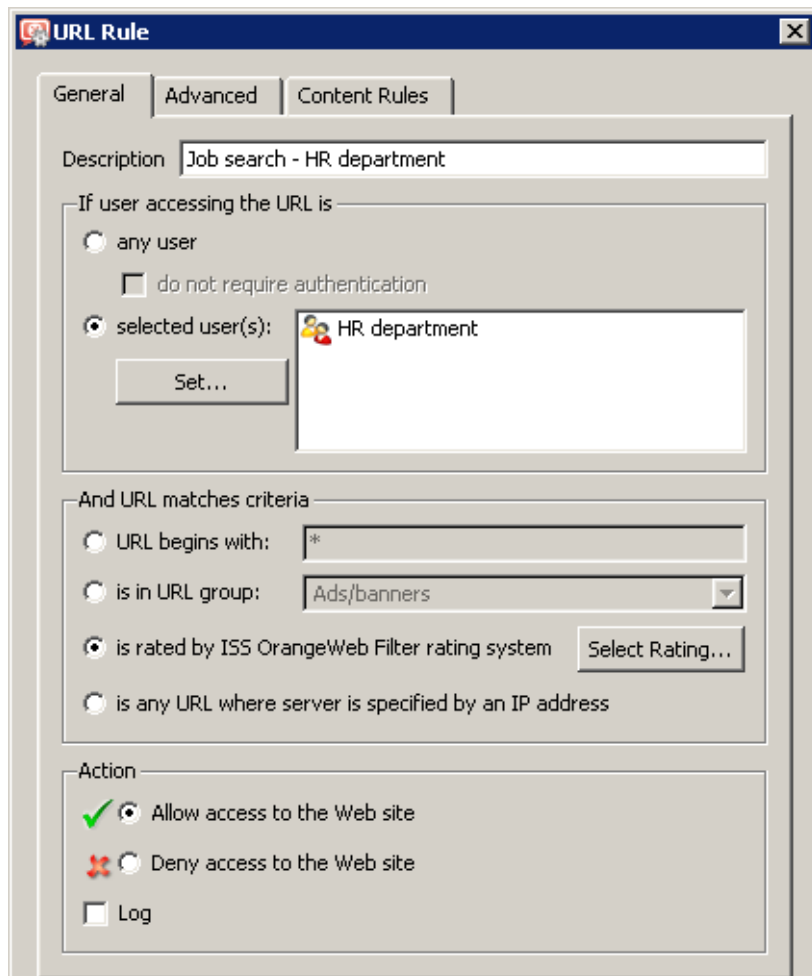 URL Rule
General Advanced Content Rules
Description Job search - HR department
If user accessing the URL is
any user
do not require authentication
selected user(s): HR department
Set...
And URL matches criteria
URL begins with: *
is in URL group: Ads/banners
is rated by ISS OrangeWeb Filter rating system Select Rating...
is any URL where server is specified by an IP address
Action
Allow access to the Web site
Deny access to the Web site
Log